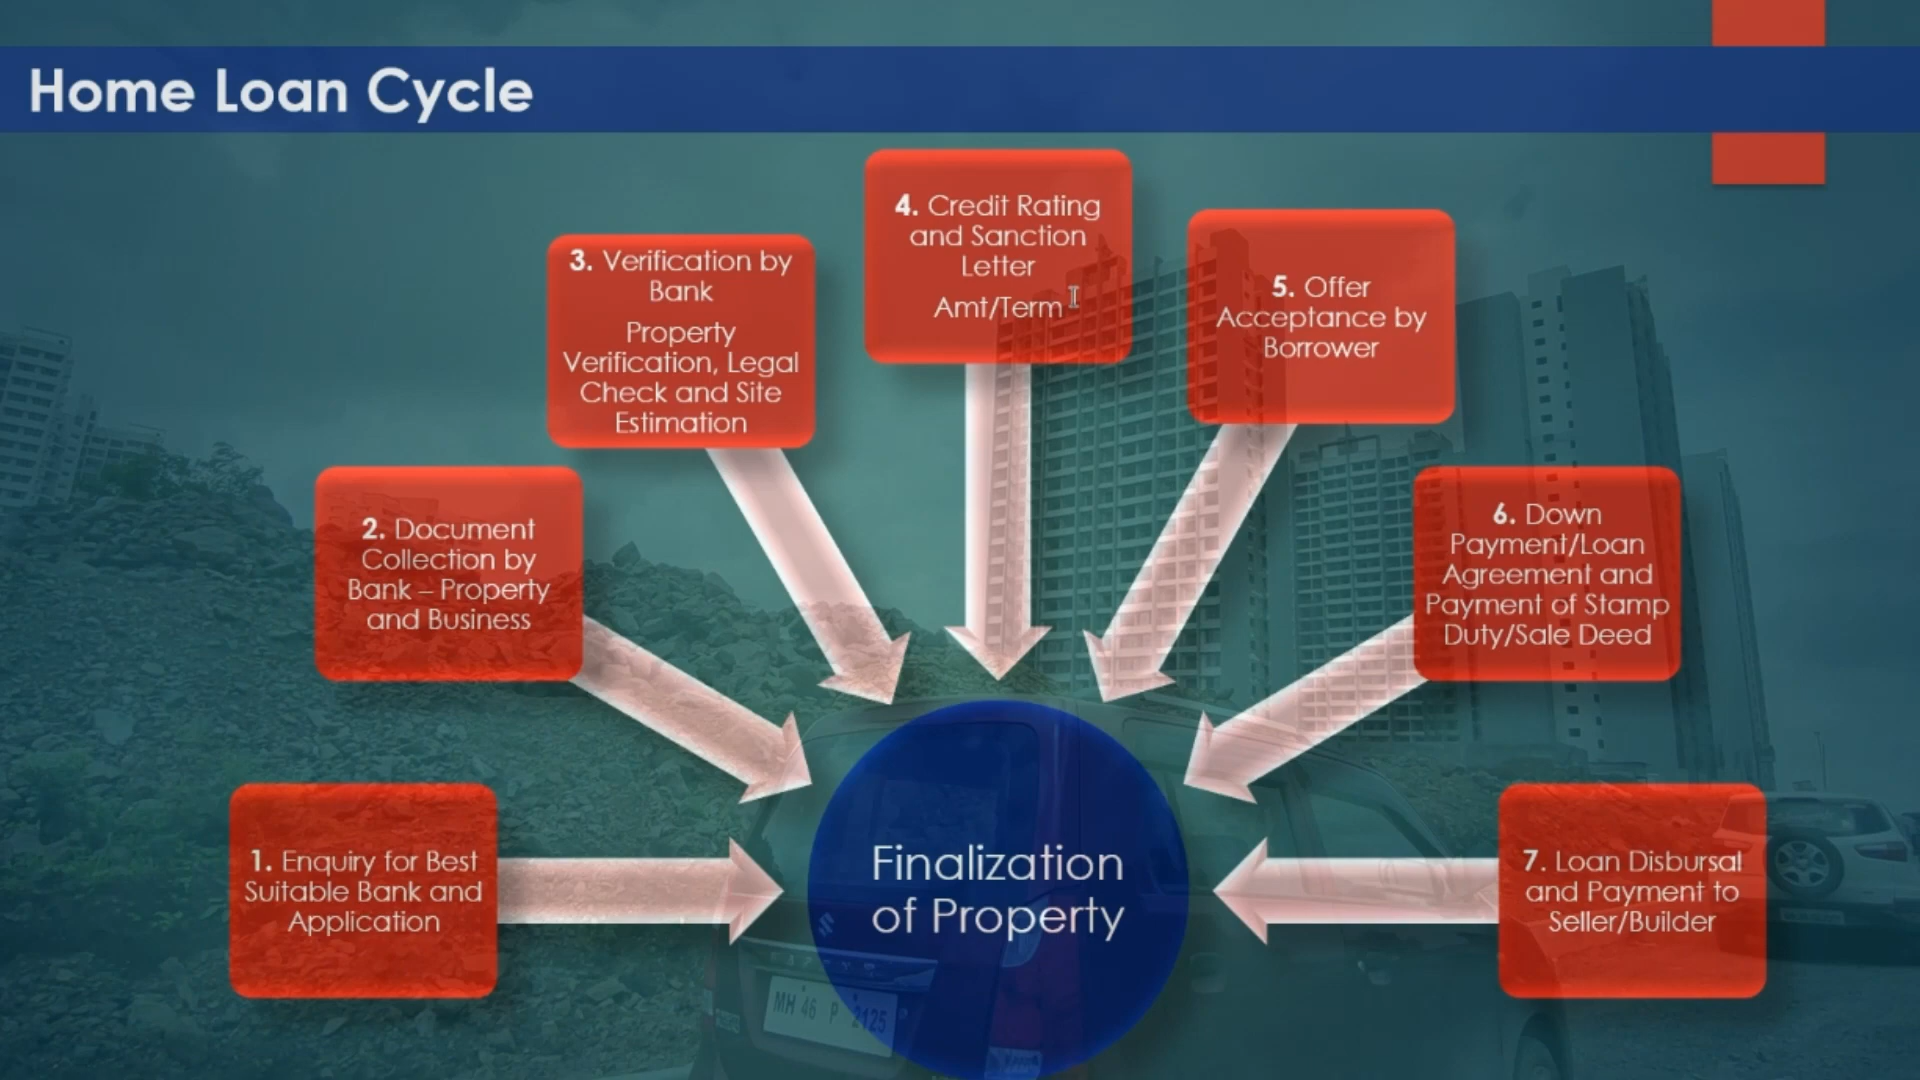 Home Loan Cycle
1. Enquiry for Best
Suitable Bank and
Application
2. Document
Collection by
Bank – Property
and Business
3. Verification by
Bank
Property
Verification, Legal
Check and Site
Estimation
4. Credit Rating
and Sanction
Letter
Amt/Term
5. Offer
Acceptance by
Borrower
6. Down
Payment/Loan
Agreement and
Payment of Stamp
Duty/Sale Deed
7. Loan Disbursal
and Payment to
Seller/Builder
Finalization
of Property
MH 46 P 2125